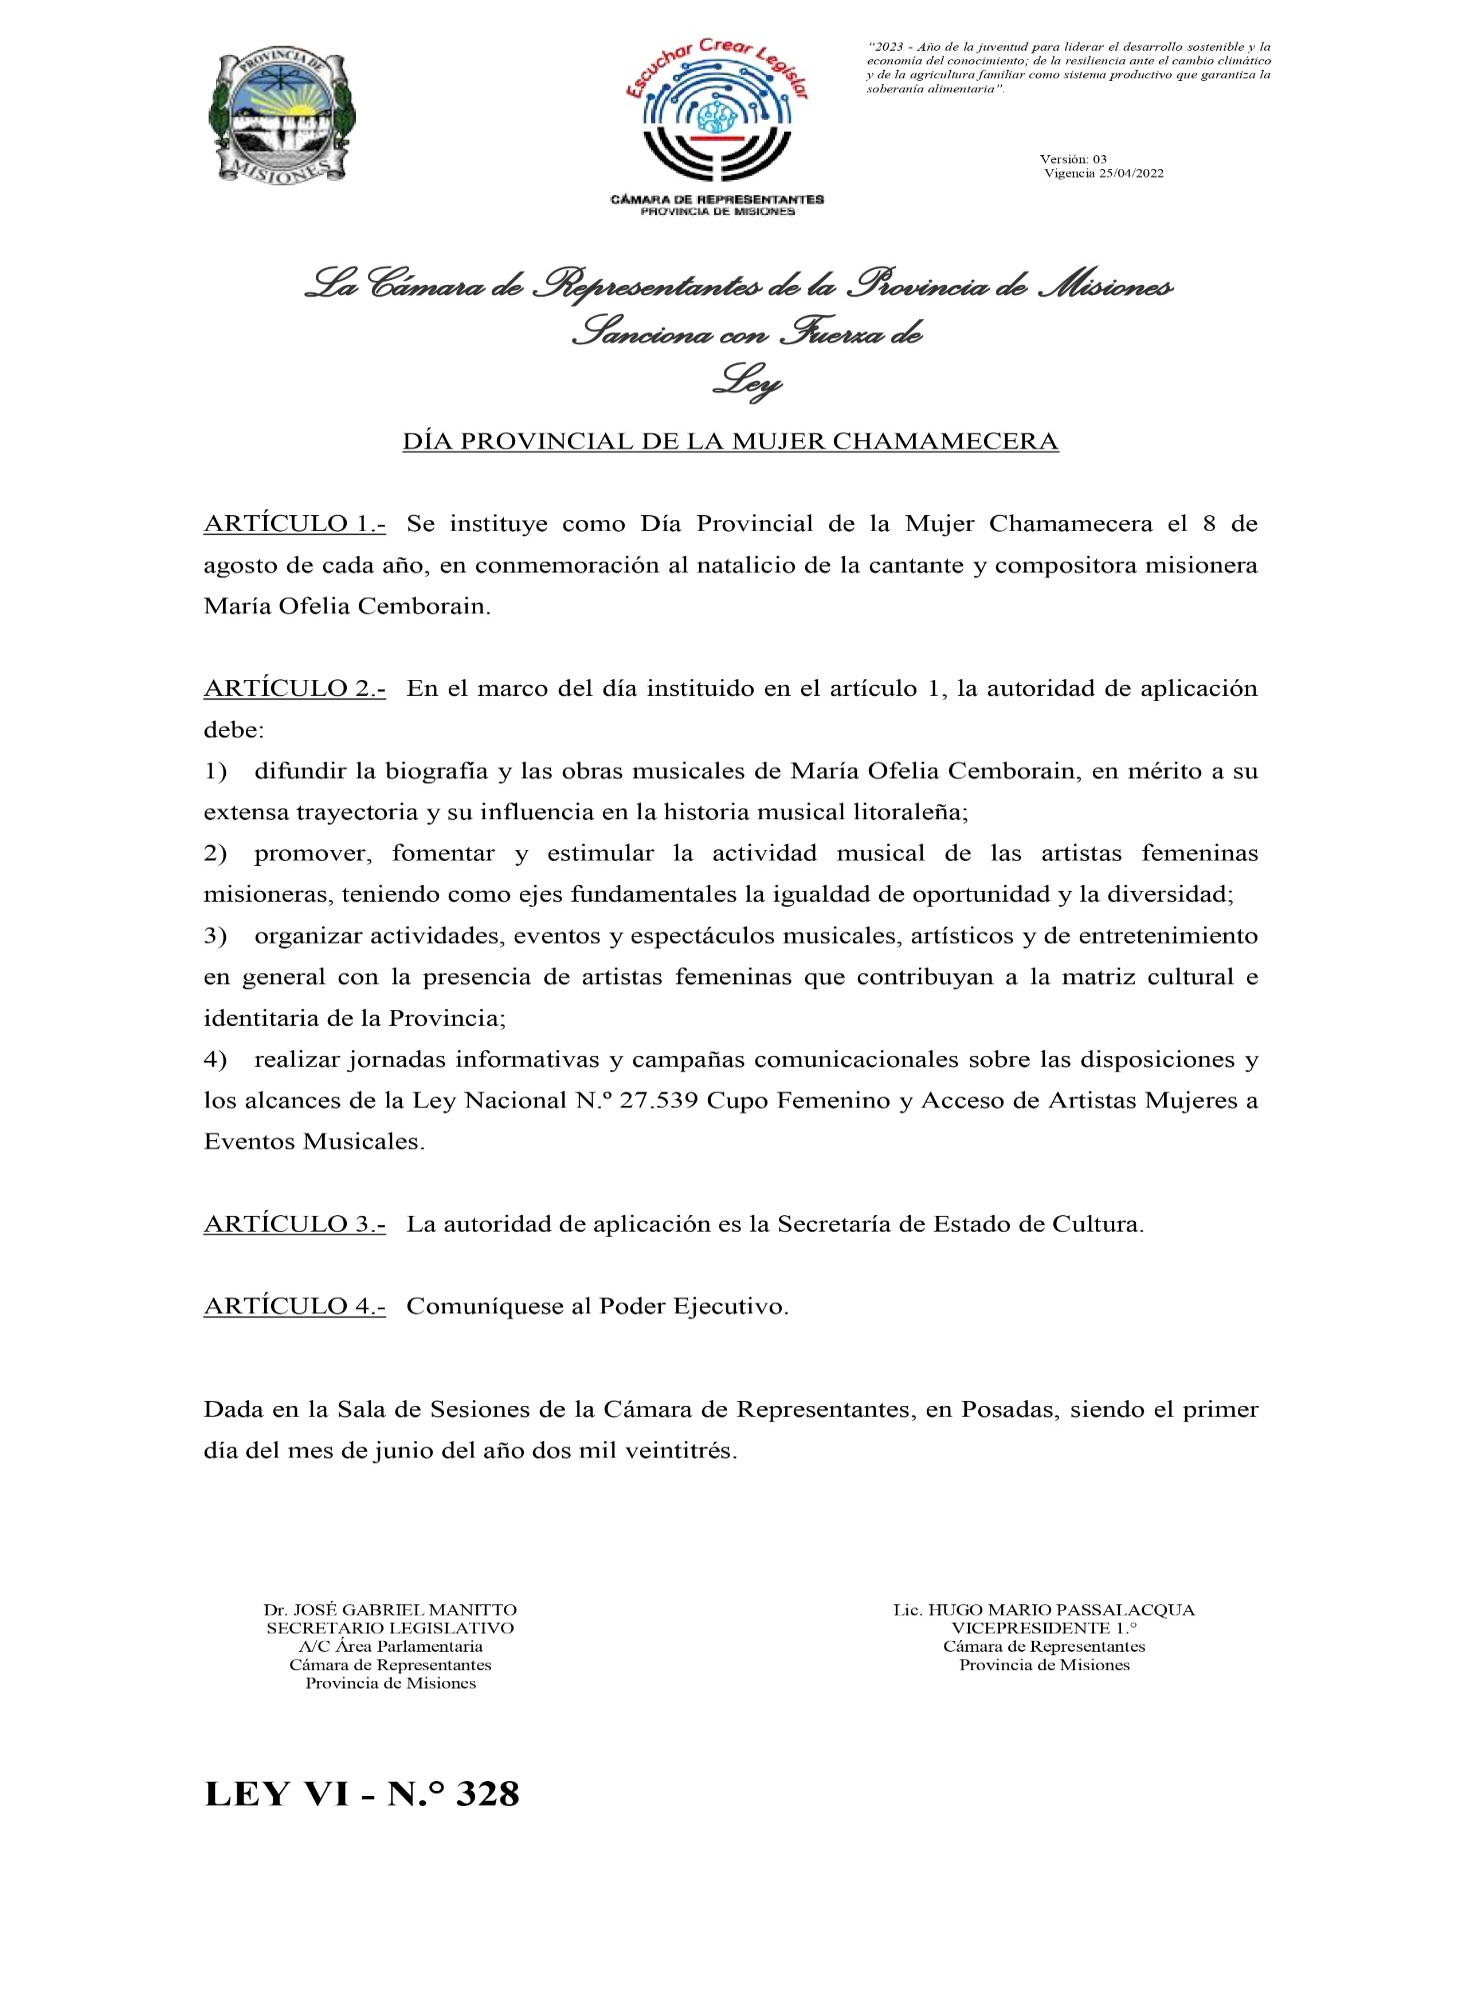 PROVINCIA DE
MISIONES
Escuchar Crear Legislar
CÁMARA DE REPRESENTANTES
PROVINCIA DE MISIONES
“2023 - Año de la juventud para liderar el desarrollo sostenible y la
economía del conocimiento; de la resiliencia ante el cambio climático
y de la agricultura familiar como sistema productivo que garantiza la
soberanía alimentaria”.
Versión: 03
Vigencia 25/04/2022
La Cámara de Representantes de la Provincia de Misiones
Sanciona con Fuerza de
Ley
DÍA PROVINCIAL DE LA MUJER CHAMAMECERA
ARTÍCULO 1.- Se instituye como Día Provincial de la Mujer Chamamecera el 8 de
agosto de cada año, en conmemoración al natalicio de la cantante y compositora misionera
María Ofelia Cemborain.
ARTÍCULO 2.- En el marco del día instituido en el artículo 1, la autoridad de aplicación
debe:
1) difundir la biografía y las obras musicales de María Ofelia Cemborain, en mérito a su
extensa trayectoria y su influencia en la historia musical litoraleña;
2) promover, fomentar y estimular la actividad musical de las artistas femeninas
misioneras, teniendo como ejes fundamentales la igualdad de oportunidad y la diversidad;
3) organizar actividades, eventos y espectáculos musicales, artísticos y de entretenimiento
en general con la presencia de artistas femeninas que contribuyan a la matriz cultural e
identitaria de la Provincia;
4) realizar jornadas informativas y campañas comunicacionales sobre las disposiciones y
los alcances de la Ley Nacional N.º 27.539 Cupo Femenino y Acceso de Artistas Mujeres a
Eventos Musicales.
ARTÍCULO 3.- La autoridad de aplicación es la Secretaría de Estado de Cultura.
ARTÍCULO 4.- Comuníquese al Poder Ejecutivo.
Dada en la Sala de Sesiones de la Cámara de Representantes, en Posadas, siendo el primer
día del mes de junio del año dos mil veintitrés.
Dr. JOSÉ GABRIEL MANITTO
SECRETARIO LEGISLATIVO
A/C Área Parlamentaria
Cámara de Representantes
Provincia de Misiones
Lic. HUGO MARIO PASSALACQUA
VICEPRESIDENTE 1.°
Cámara de Representantes
Provincia de Misiones
LEY VI - N.° 328